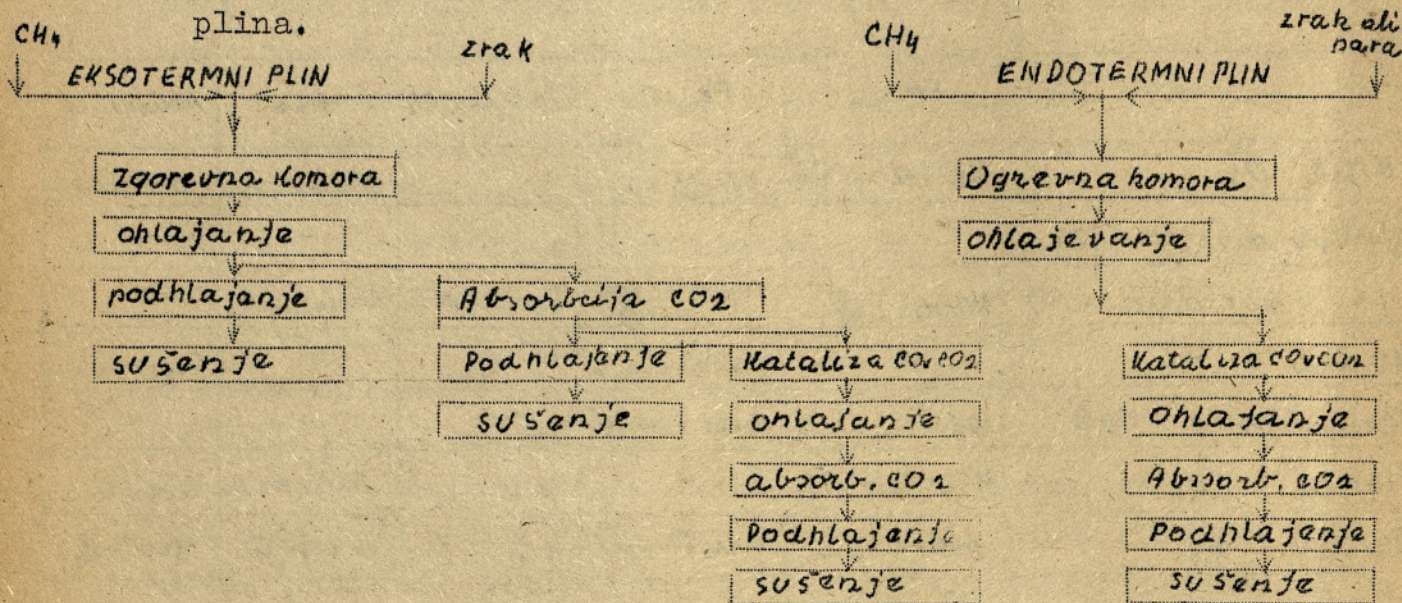 plina.
CH4
zrak
EKSOTERMNI PLIN
zgorevna komora
ohlajanje
podhlajanje
sušenje
Absorbcija CO2
Podhlajanje
sušenje
Kataliza CO v CO2
ohlajanje
absorb. CO2
Podhlajenje
sušenje
CH4
zrak ali
para
ENDOTERMNI PLIN
Ogrevna komora
ohlajevanje
Kataliza CO v CO2
Ohlajanje
Absorb. CO2
Podhlajenje
sušenje